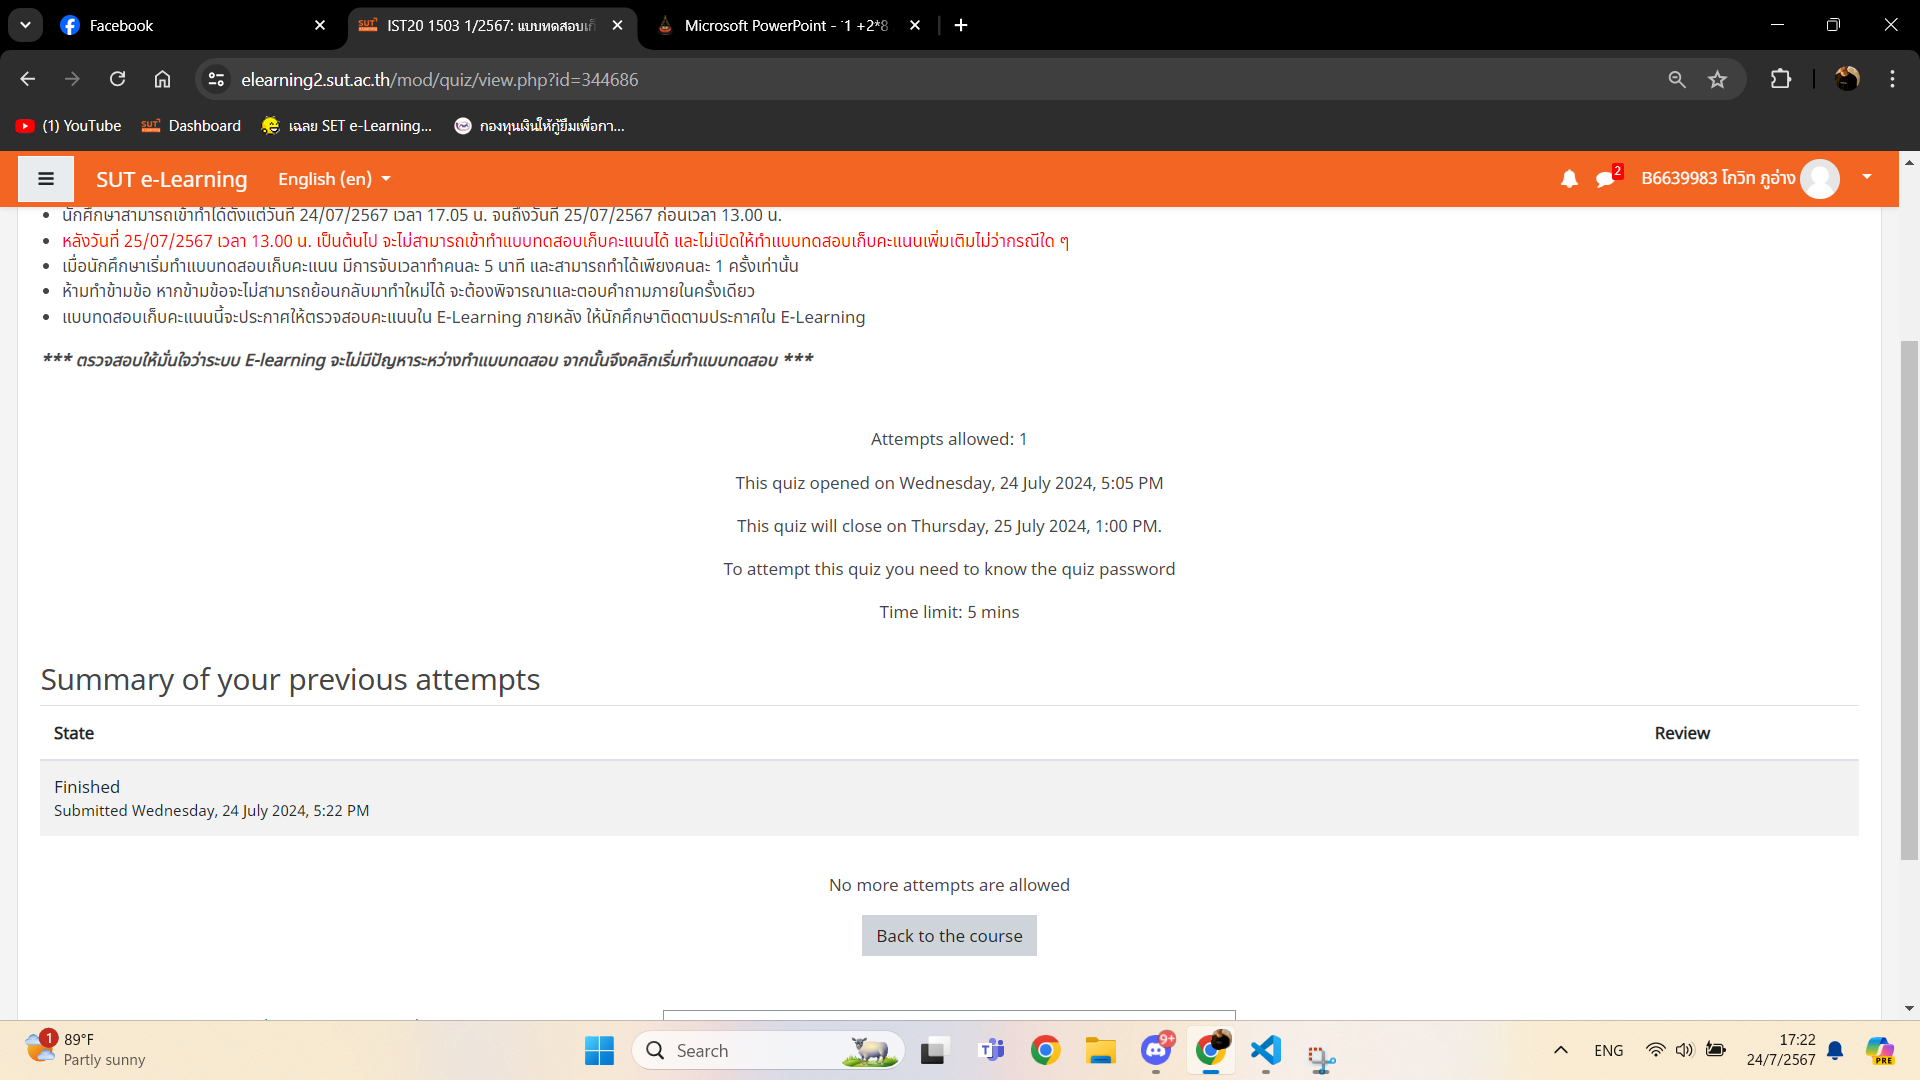 Facebook
IST20 1503 1/2567: แบบทดสอบเก็
Microsoft PowerPoint - ˙1 +2*8
elearning2.sut.ac.th/mod/quiz/view.php?id=344686
(1) YouTube
SUT Dashboard
เฉลย SET e-Learning...
กองทุนเงินให้กู้ยืมเพื่อกา...
SUT e-Learning
English (en)
2
B6639983 โกวิท ภูอ่าง
นักศึกษาสามารถเข้าทำได้ตั้งแต่วันที่ 24/07/2567 เวลา 17.05 น. จนถึงวันที่ 25/07/2567 ก่อนเวลา 13.00 น.
หลังวันที่ 25/07/2567 เวลา 13.00 น. เป็นต้นไป จะไม่สามารถเข้าทำแบบทดสอบเก็บคะแนนได้ และไม่เปิดให้ทำแบบทดสอบเก็บคะแนนเพิ่มเติมไม่ว่ากรณีใด ๆ
เมื่อนักศึกษาเริ่มทำแบบทดสอบเก็บคะแนน มีการจับเวลาทำคนละ 5 นาที และสามารถทำได้เพียงคนละ 1 ครั้งเท่านั้น
ห้ามทำข้ามข้อ หากข้ามข้อจะไม่สามารถย้อนกลับมาทำใหม่ได้ จะต้องพิจารณาและตอบคำถามภายในครั้งเดียว
แบบทดสอบเก็บคะแนนนี้จะประกาศให้ตรวจสอบคะแนนใน E-Learning ภายหลัง ให้นักศึกษาติดตามประกาศใน E-Learning
*** ตรวจสอบให้มั่นใจว่าระบบ E-learning จะไม่มีปัญหาระหว่างทำแบบทดสอบ จากนั้นจึงคลิกเริ่มทำแบบทดสอบ ***
Attempts allowed: 1
This quiz opened on Wednesday, 24 July 2024, 5:05 PM
This quiz will close on Thursday, 25 July 2024, 1:00 PM.
To attempt this quiz you need to know the quiz password
Time limit: 5 mins
Summary of your previous attempts
State
Review
Finished
Submitted Wednesday, 24 July 2024, 5:22 PM
No more attempts are allowed
Back to the course
1
89°F
Partly sunny
Search
9+
ENG
17:22
24/7/2567
PRE